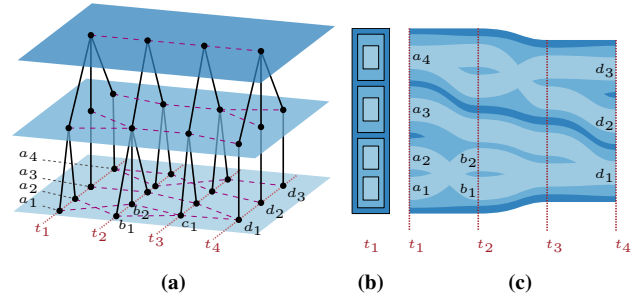 a₄
a₃
a₂
a₁
b₂
b₁
c₁
d₁
d₂
d₃
t₁
t₂
t₃
t₄
(a)
t₁
(b)
a₄
a₃
a₂
a₁
b₂
b₁
d₃
d₂
d₁
t₁
t₂
t₃
t₄
(c)